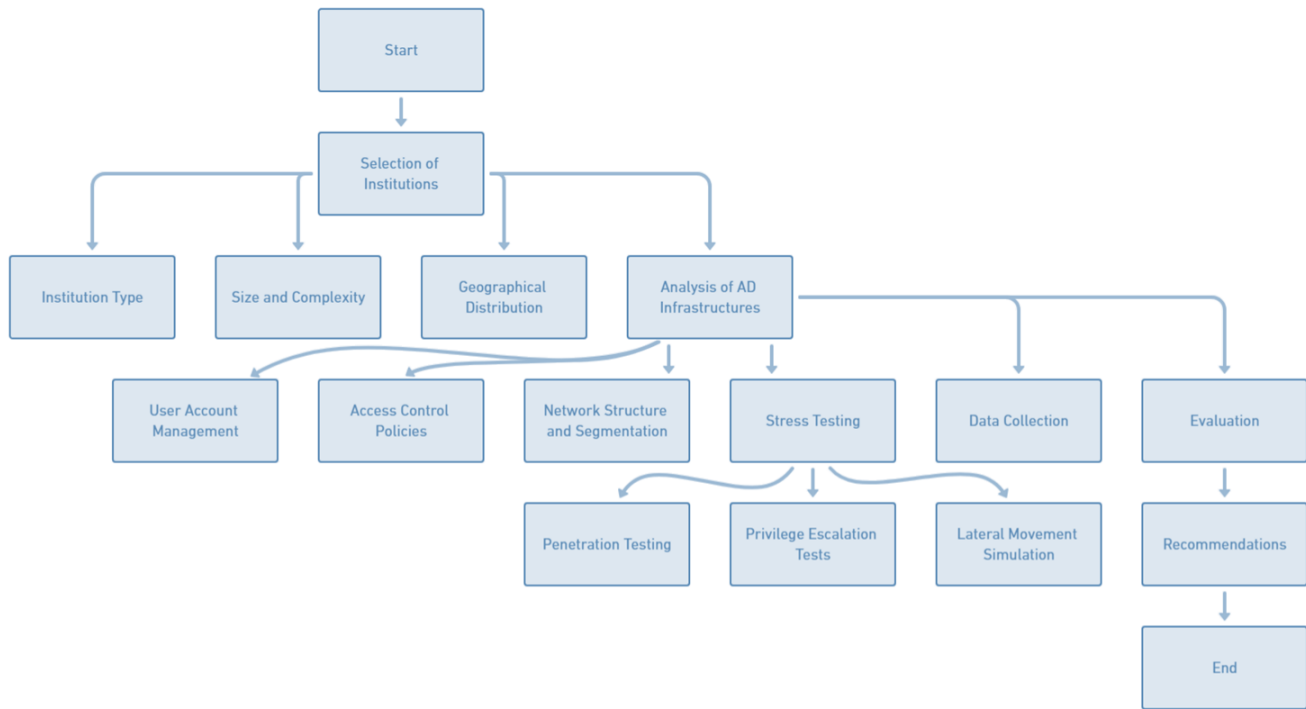 Start
Selection of
Institutions
Institution Type
Size and Complexity
Geographical
Distribution
Analysis of AD
Infrastructures
User Account
Management
Access Control
Policies
Network Structure
and Segmentation
Stress Testing
Data Collection
Evaluation
Penetration Testing
Privilege Escalation
Tests
Lateral Movement
Simulation
Recommendations
End